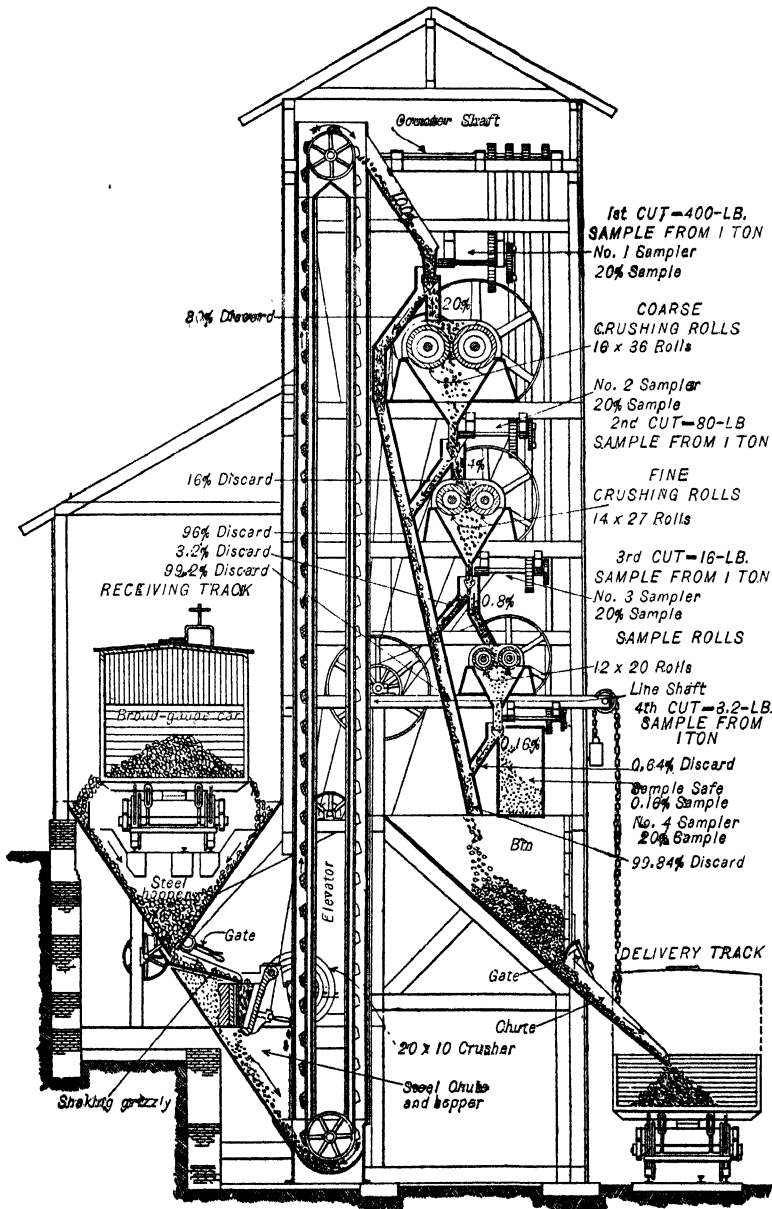 Counter Shaft
100%
1st CUT=400-LB.
SAMPLE FROM 1 TON
No. 1 Sampler
20% Sample
80% Discard
20%
COARSE
CRUSHING ROLLS
16 x 36 Rolls
No. 2 Sampler
20% Sample
2nd CUT=80-LB
SAMPLE FROM 1 TON
4%
16% Discard
FINE
CRUSHING ROLLS
14 x 27 Rolls
96% Discard
3.2% Discard
99.2% Discard
RECEIVING TRACK
3rd CUT=16-LB.
SAMPLE FROM 1 TON
No. 3 Sampler
20% Sample
0.8%
SAMPLE ROLLS
12 x 20 Rolls
Line Shaft
4th CUT=3.2-LB.
SAMPLE FROM
1 TON
Broad-gauge car
0.16%
0.64% Discard
Sample Safe
0.16% Sample
No. 4 Sampler
20% Sample
99.84% Discard
Bin
Steel
hopper
Elevator
Gate
Gate
DELIVERY TRACK
Chute
20 x 10 Crusher
Shaking grizzly
Steel Chute
and hopper